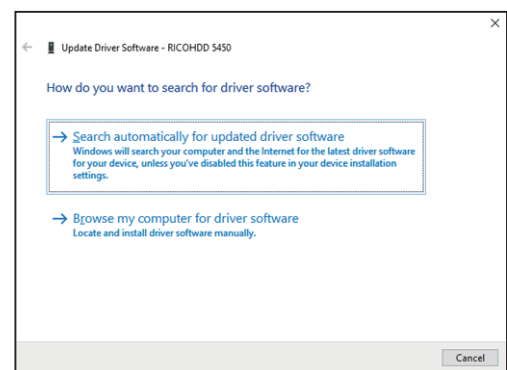 Update Driver Software - RICOHDD 5450
How do you want to search for driver software?
Search automatically for updated driver software
Windows will search your computer and the Internet for the latest driver software
for your device, unless you've disabled this feature in your device installation
settings.
Browse my computer for driver software
Locate and install driver software manually.
Cancel